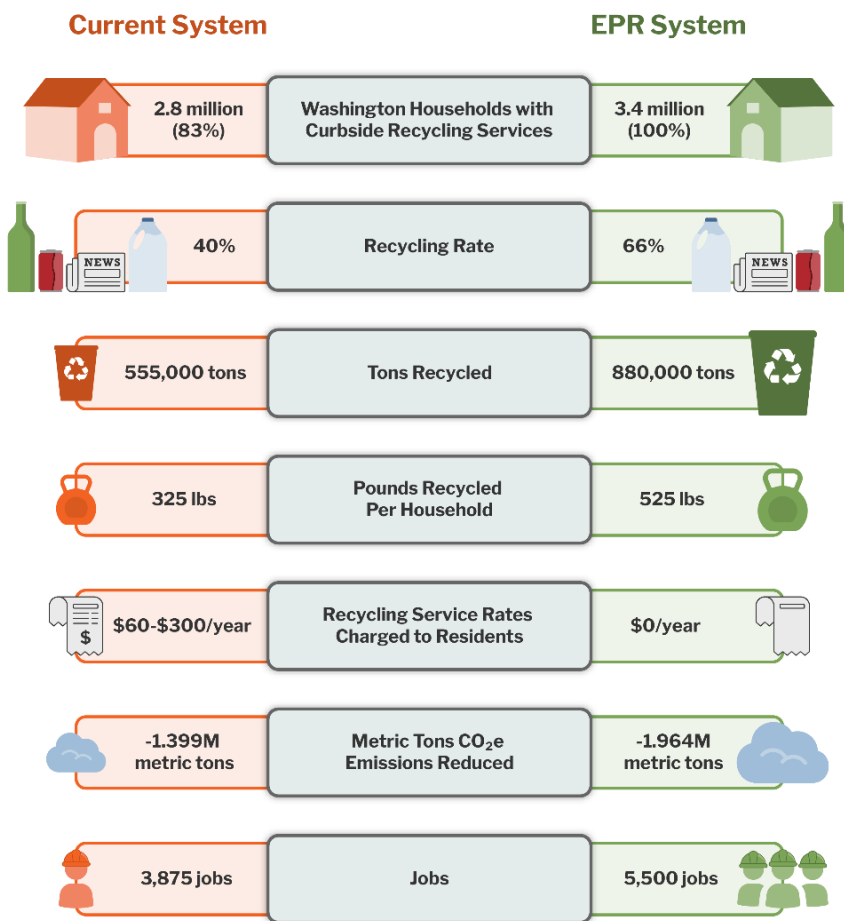 Current System
EPR System
2.8 million
(83%)
Washington Households with
Curbside Recycling Services
3.4 million
(100%)
NEWS
40%
Recycling Rate
66%
NEWS
555,000 tons
Tons Recycled
880,000 tons
325 lbs
Pounds Recycled
Per Household
525 lbs
$
$60-$300/year
Recycling Service Rates
Charged to Residents
$0/year
-1.399M
metric tons
Metric Tons CO₂e
Emissions Reduced
-1.964M
metric tons
3,875 jobs
Jobs
5,500 jobs